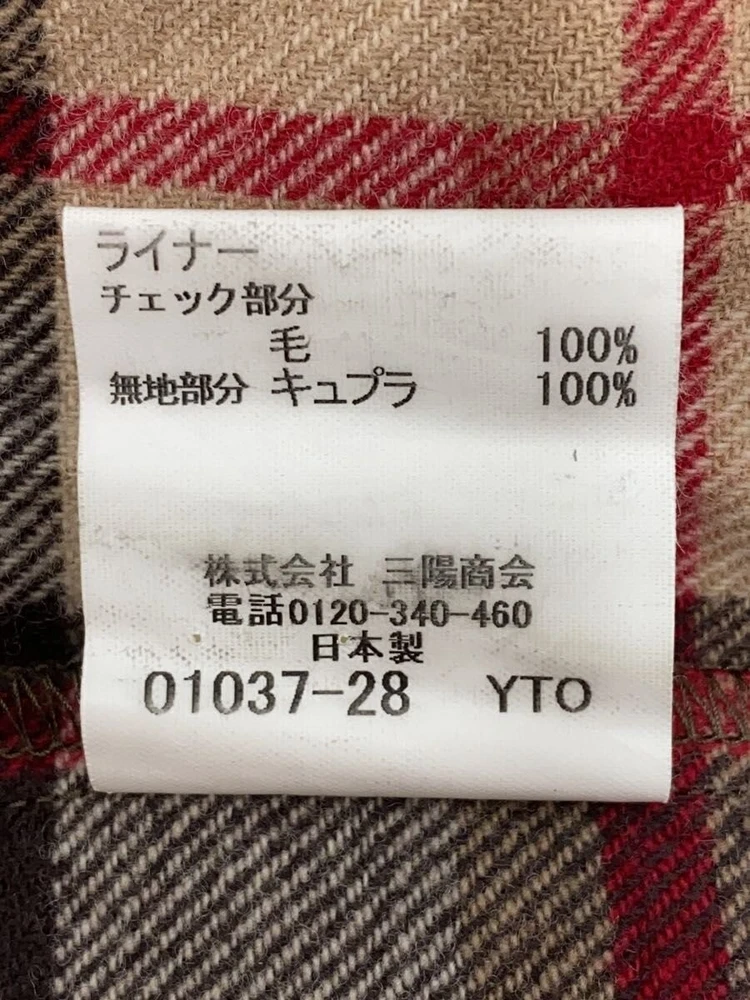 ライナー
チェック部分
毛 100%
無地部分 キュプラ 100%
株式会社 三陽商会
電話0120-340-460
日本製
01037-28 YTO